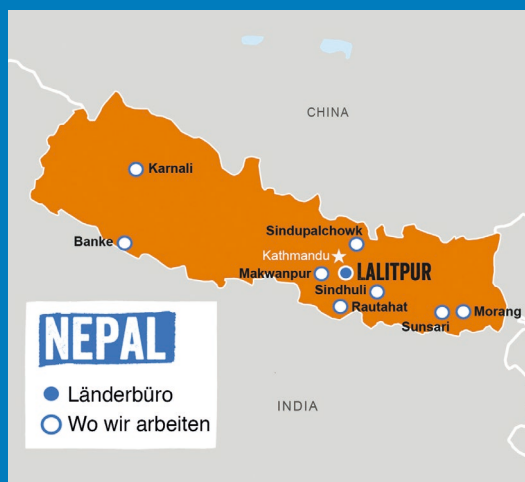 CHINA
Karnali
Sindupalchowk
Banke
Kathmandu
Makwanpur
LALITPUR
Sindhuli
Rautahat
Morang
Sunsari
NEPAL
Länderbüro
Wo wir arbeiten
INDIA